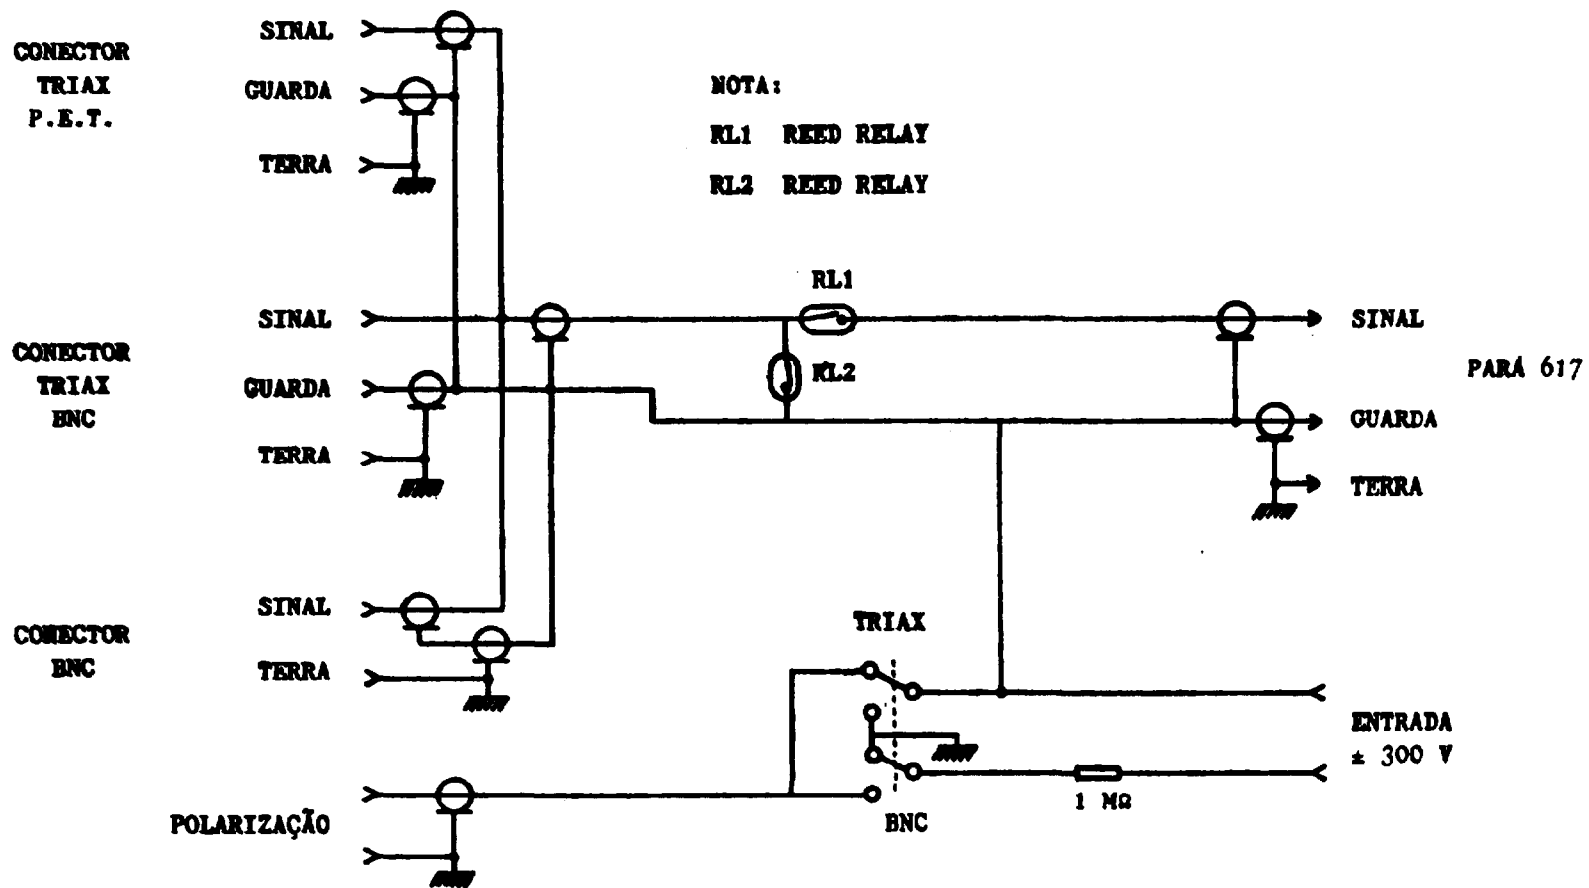 CONECTOR
TRIAX
P.E.T.
SINAL
GUARDA
TERRA
NOTA:
RL1 REED RELAY
RL2 REED RELAY
CONECTOR
TRIAX
BNC
SINAL
GUARDA
TERRA
RL1
RL2
SINAL
GUARDA
TERRA
PARÁ 617
CONECTOR
BNC
SINAL
TERRA
TRIAX
BNC
1 MΩ
ENTRADA
± 300 V
POLARIZAÇÃO